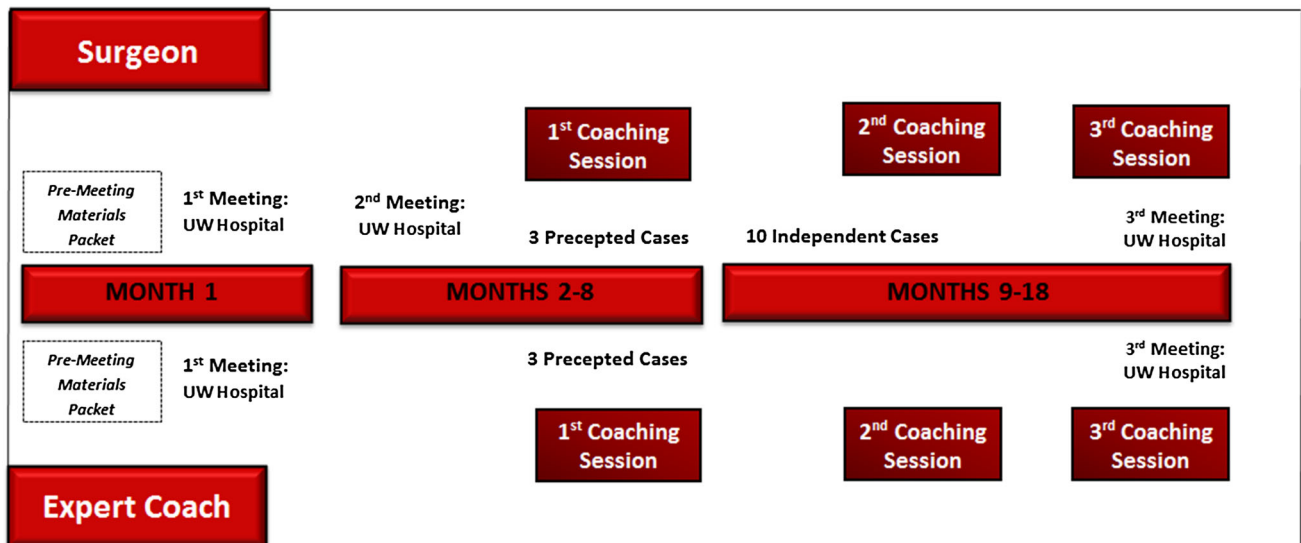 Surgeon
1st Coaching
Session
2nd Coaching
Session
3rd Coaching
Session
Pre-Meeting
Materials
Packet
1st Meeting:
UW Hospital
2nd Meeting:
UW Hospital
3 Precepted Cases
10 Independent Cases
3rd Meeting:
UW Hospital
MONTH 1
MONTHS 2-8
MONTHS 9-18
Pre-Meeting
Materials
Packet
1st Meeting:
UW Hospital
3 Precepted Cases
3rd Meeting:
UW Hospital
1st Coaching
Session
2nd Coaching
Session
3rd Coaching
Session
Expert Coach